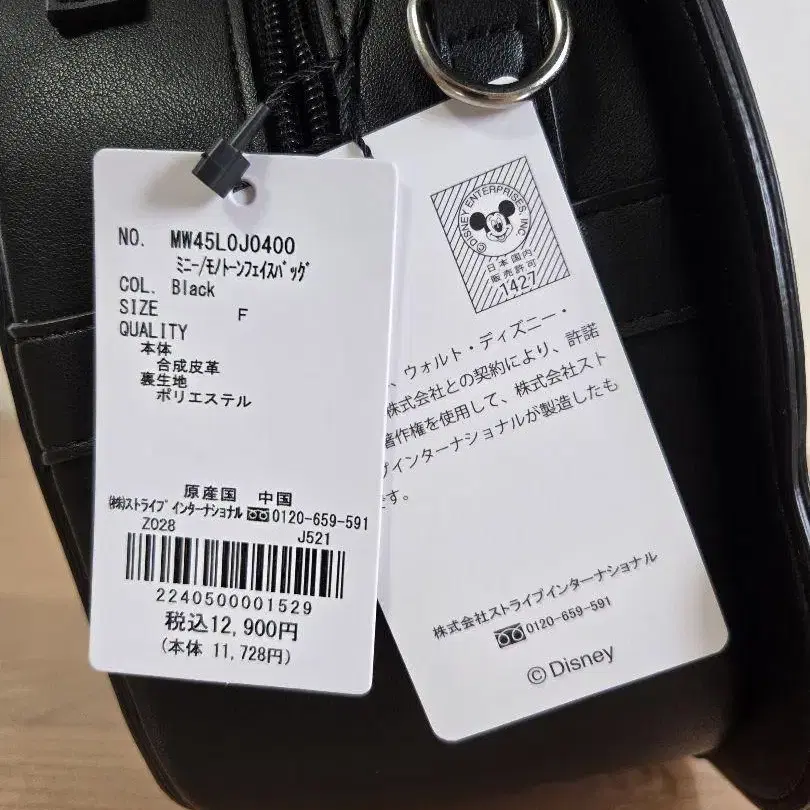 NO. MW45L0J0400
ﾐﾆｰ/ﾓﾉﾄｰﾝﾌｪｲｽﾊﾞｯｸﾞ
COL. Black
SIZE F
QUALITY
本体
合成皮革
裏生地
ポリエステル
原産国 中国
㈱ストライプインターナショナル 0120-659-591
Z028 J521
2240500001529
税込12,900円
(本体 11,728円)
©DISNEY ENTERPRISES, INC
日本国内
販売許可
1427
、ウォルト・ディズニー・
株式会社との契約により、許諾
著作権を使用して、株式会社スト
プインターナショナルが製造したも
です。
株式会社ストライプインターナショナル
0120-659-591
©Disney